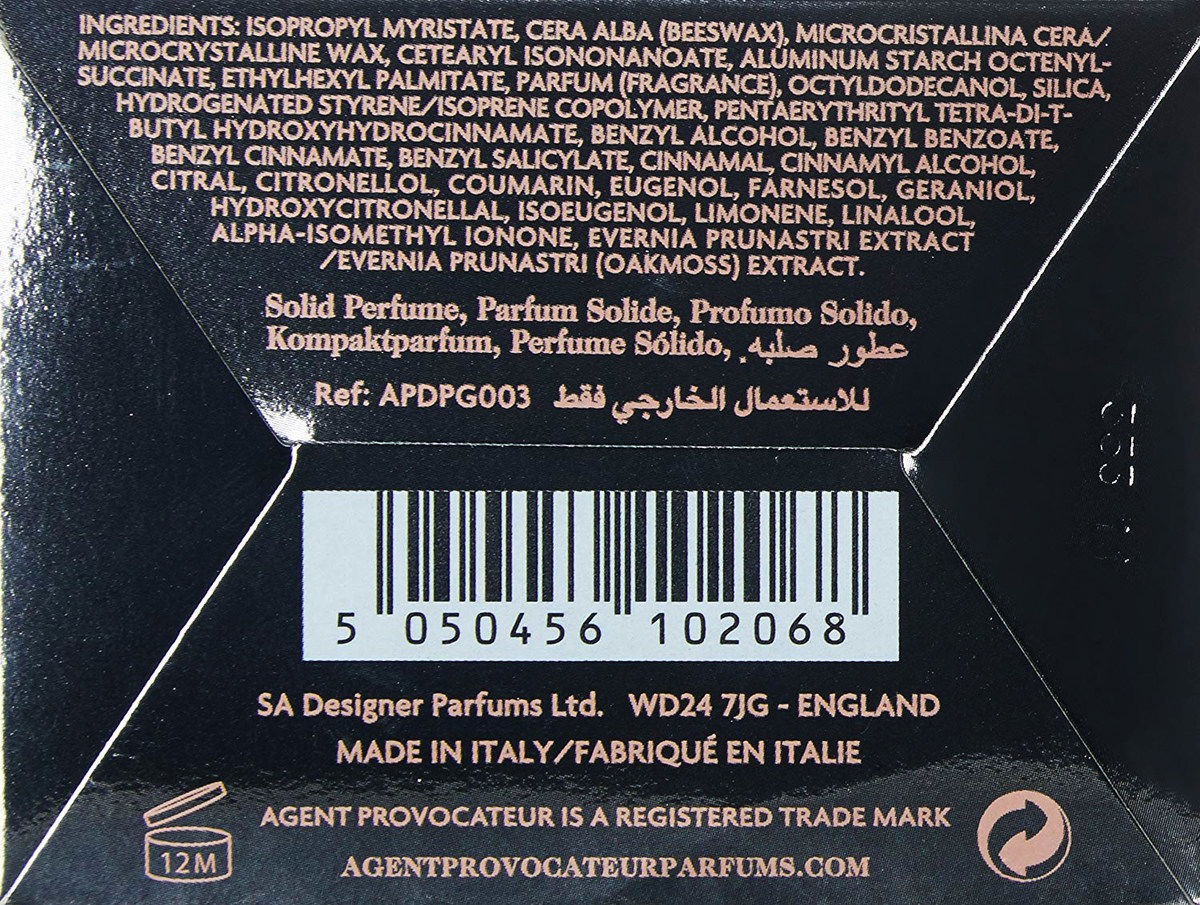 INGREDIENTS: ISOPROPYL MYRISTATE, CERA ALBA (BEESWAX), MICROCRISTALLINA CERA/
MICROCRYSTALLINE WAX, CETEARYL ISONONANOATE, ALUMINUM STARCH OCTENYL-
SUCCINATE, ETHYLHEXYL PALMITATE, PARFUM (FRAGRANCE), OCTYLDODECANOL, SILICA,
HYDROGENATED STYRENE/ISOPRENE COPOLYMER, PENTAERYTHRITYL TETRA-DI-T-
BUTYL HYDROXYHYDROCINNAMATE, BENZYL ALCOHOL, BENZYL BENZOATE,
BENZYL CINNAMATE, BENZYL SALICYLATE, CINNAMAL, CINNAMYL ALCOHOL,
CITRAL, CITRONELLOL, COUMARIN, EUGENOL, FARNESOL, GERANIOL,
HYDROXYCITRONELLAL, ISOEUGENOL, LIMONENE, LINALOOL,
ALPHA-ISOMETHYL IONONE, EVERNIA PRUNASTRI EXTRACT
/EVERNIA PRUNASTRI (OAKMOSS) EXTRACT.
Solid Perfume, Parfum Solide, Profumo Solido,
Kompaktparfum, Perfume Sólido, عطور صلبه.
Ref: APDPG003 للاستعمال الخارجي فقط
5 050456 102068
SA Designer Parfums Ltd. WD24 7JG - ENGLAND
MADE IN ITALY/FABRIQUÉ EN ITALIE
AGENT PROVOCATEUR IS A REGISTERED TRADE MARK
12M
AGENTPROVOCATEURPARFUMS.COM